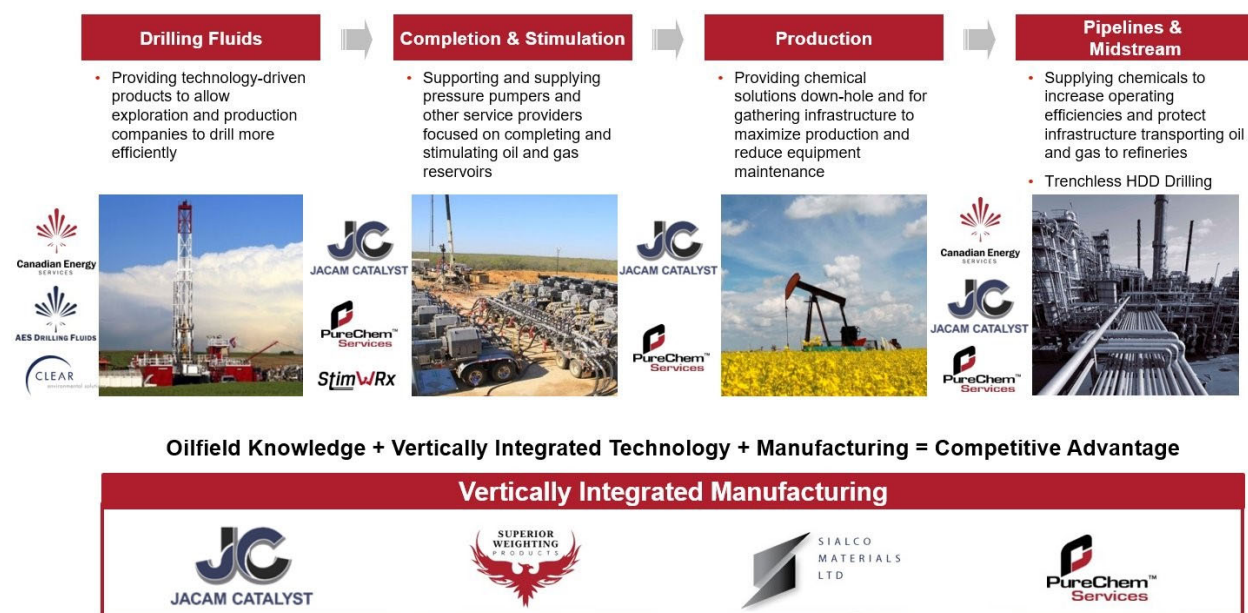 Drilling Fluids
Completion & Stimulation
Production
Pipelines &
Midstream
• Providing technology-driven
products to allow
exploration and production
companies to drill more
efficiently
• Supporting and supplying
pressure pumpers and
other service providers
focused on completing and
stimulating oil and gas
reservoirs
• Providing chemical
solutions down-hole and for
gathering infrastructure to
maximize production and
reduce equipment
maintenance
• Supplying chemicals to
increase operating
efficiencies and protect
infrastructure transporting oil
and gas to refineries
• Trenchless HDD Drilling
Canadian Energy
SERVICES
AES DRILLING FLUIDS
CLEAR
environmental solutions
JC
JACAM CATALYST
PureChem™
Services
StimWRx
JC
JACAM CATALYST
PureChem™
Services
Canadian Energy
SERVICES
JC
JACAM CATALYST
PureChem™
Services
Oilfield Knowledge + Vertically Integrated Technology + Manufacturing = Competitive Advantage
Vertically Integrated Manufacturing
JC
JACAM CATALYST
SUPERIOR
WEIGHTING
PRODUCTS
SIALCO
MATERIALS
LTD
PureChem™
Services